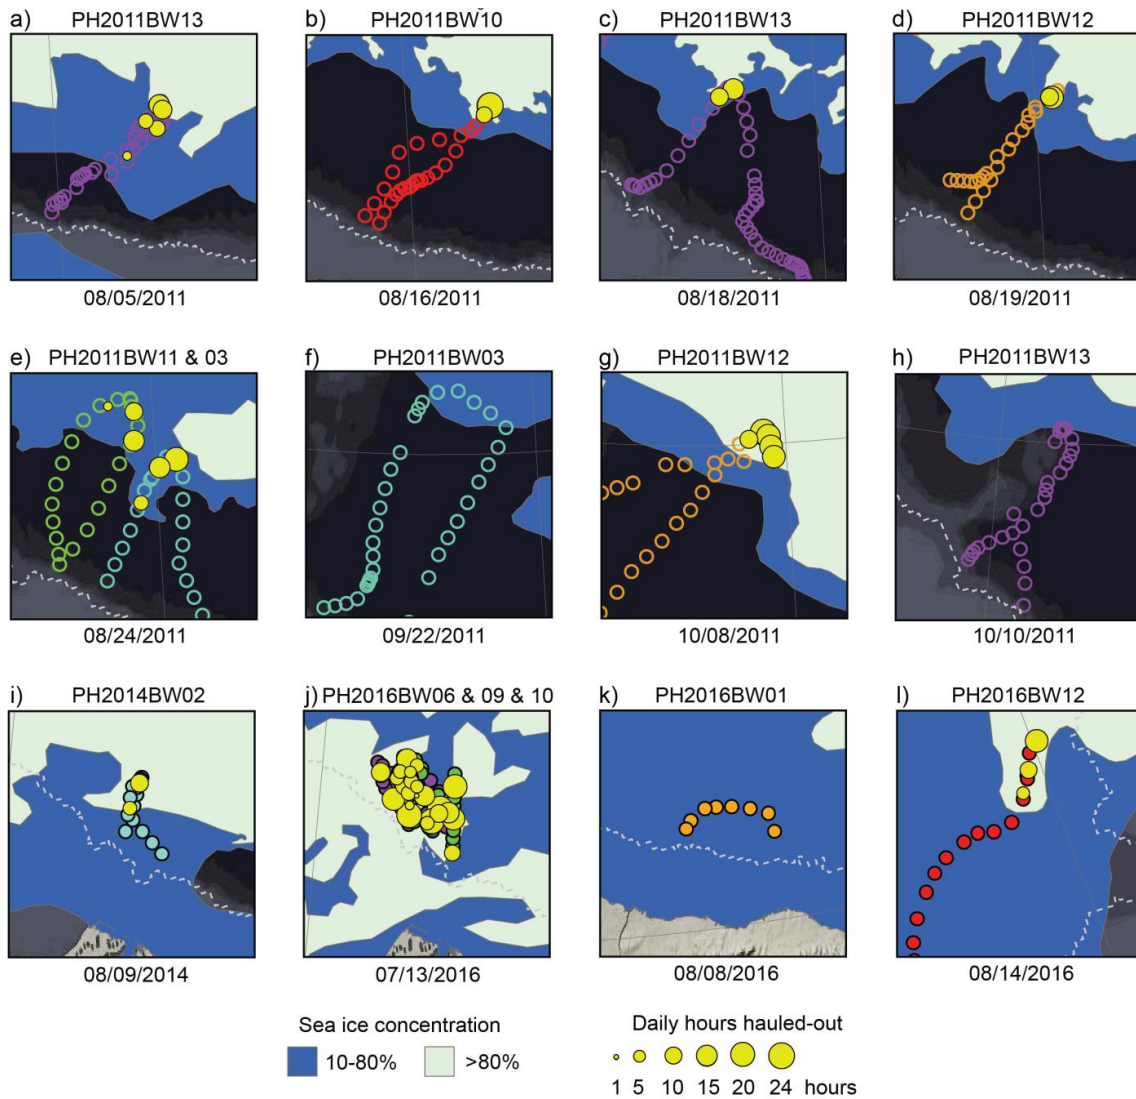 a) PH2011BW13
b) PH2011BW10
c) PH2011BW13
d) PH2011BW12
08/05/2011
08/16/2011
08/18/2011
08/19/2011
e) PH2011BW11 & 03
f) PH2011BW03
g) PH2011BW12
h) PH2011BW13
08/24/2011
09/22/2011
10/08/2011
10/10/2011
i) PH2014BW02
j) PH2016BW06 & 09 & 10
k) PH2016BW01
l) PH2016BW12
08/09/2014
07/13/2016
08/08/2016
08/14/2016
Sea ice concentration
10-80% >80%
Daily hours hauled-out
1 5 10 15 20 24 hours